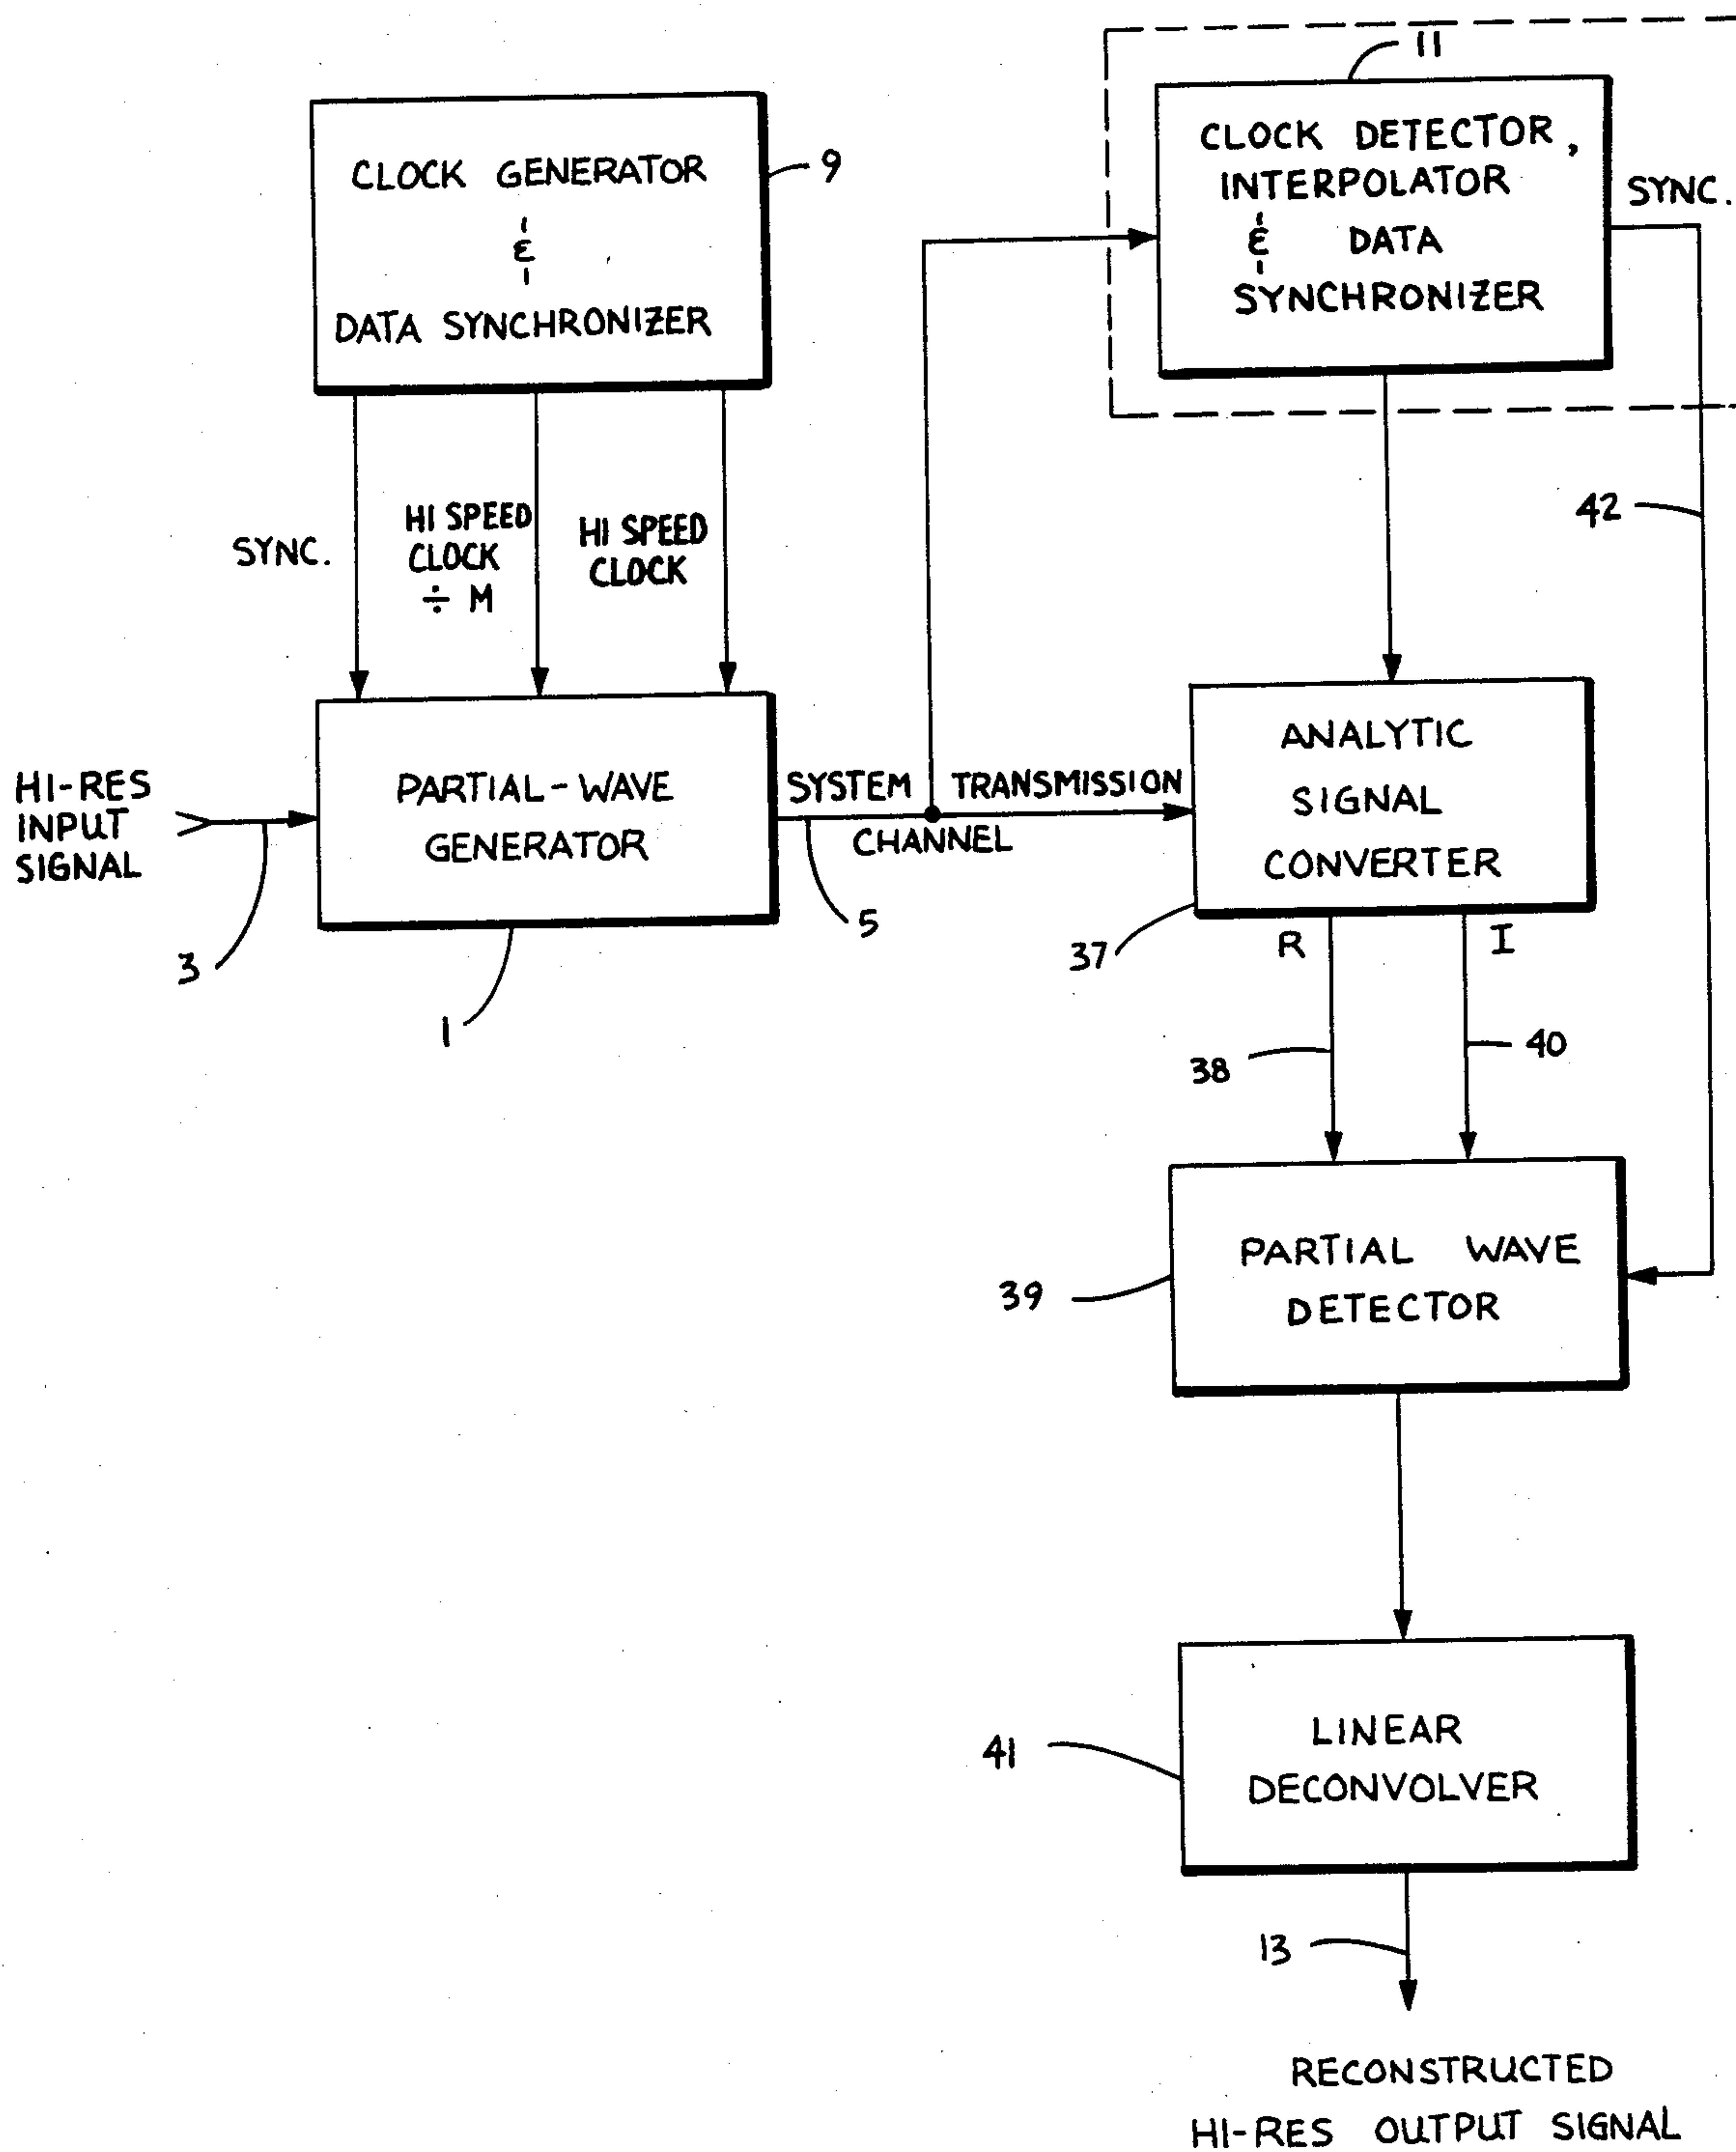 11
CLOCK GENERATOR
&
DATA SYNCHRONIZER
9
CLOCK DETECTOR,
INTERPOLATOR
& DATA
SYNCHRONIZER
SYNC.
SYNC.
HI SPEED
CLOCK
÷ M
HI SPEED
CLOCK
42
HI-RES
INPUT
SIGNAL
3
PARTIAL-WAVE
GENERATOR
1
SYSTEM TRANSMISSION
CHANNEL
5
ANALYTIC
SIGNAL
CONVERTER
37
R
I
38
40
PARTIAL WAVE
DETECTOR
39
LINEAR
DECONVOLVER
41
13
RECONSTRUCTED
HI-RES OUTPUT SIGNAL